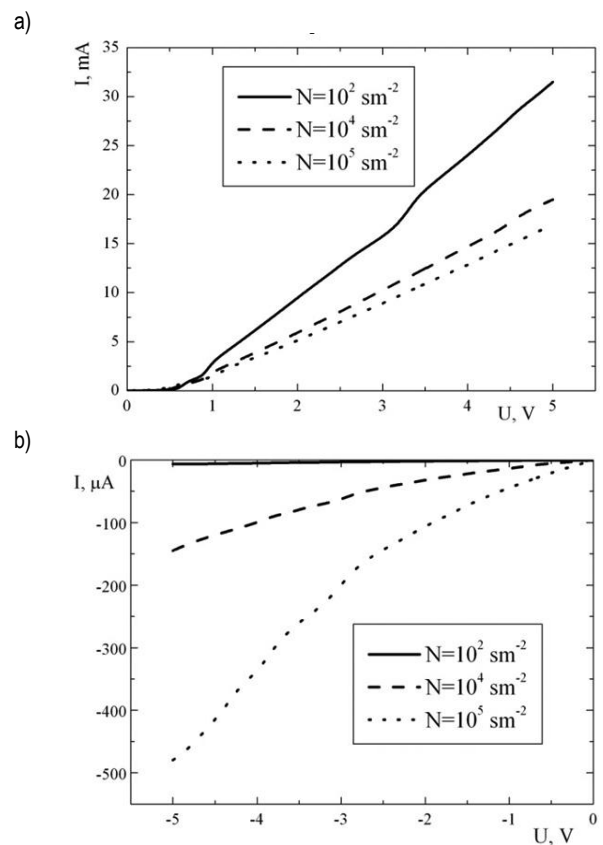 a)
I, mA
35
30
25
20
15
10
5
0
N=10² sm⁻²
N=10⁴ sm⁻²
N=10⁵ sm⁻²
0 1 2 3 4 5
U, V
b)
I, μA
0
-100
-200
-300
-400
-500
N=10² sm⁻²
N=10⁴ sm⁻²
N=10⁵ sm⁻²
-5 -4 -3 -2 -1 0
U, V